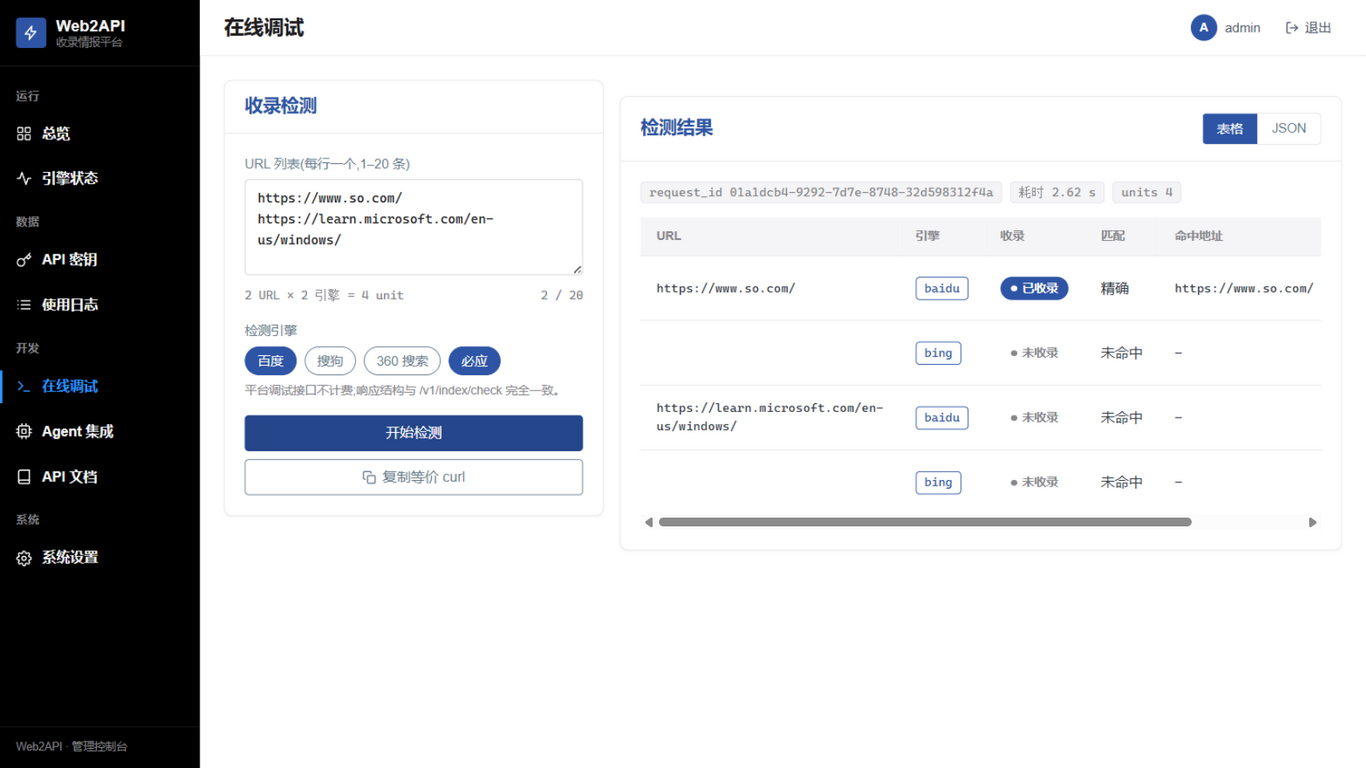 Web2API
收录情报平台
运行
总览
引擎状态
数据
API 密钥
使用日志
开发
在线调试
Agent 集成
API 文档
系统
系统设置
Web2API · 管理控制台
在线调试
A admin 退出
收录检测
URL 列表(每行一个,1–20 条)
https://www.so.com/
https://learn.microsoft.com/en-
us/windows/
2 URL × 2 引擎 = 4 unit 2 / 20
检测引擎
百度 搜狗 360 搜索 必应
平台调试接口不计费;响应结构与 /v1/index/check 完全一致。
开始检测
复制等价 curl
检测结果
表格 JSON
request_id 01a1dcb4-9292-7d7e-8748-32d598312f4a 耗时 2.62 s units 4
URL 引擎 收录 匹配 命中地址
https://www.so.com/ baidu 已收录 精确 https://www.so.com/
bing 未收录 未命中 –
https://learn.microsoft.com/en-
us/windows/ baidu 未收录 未命中 –
bing 未收录 未命中 –